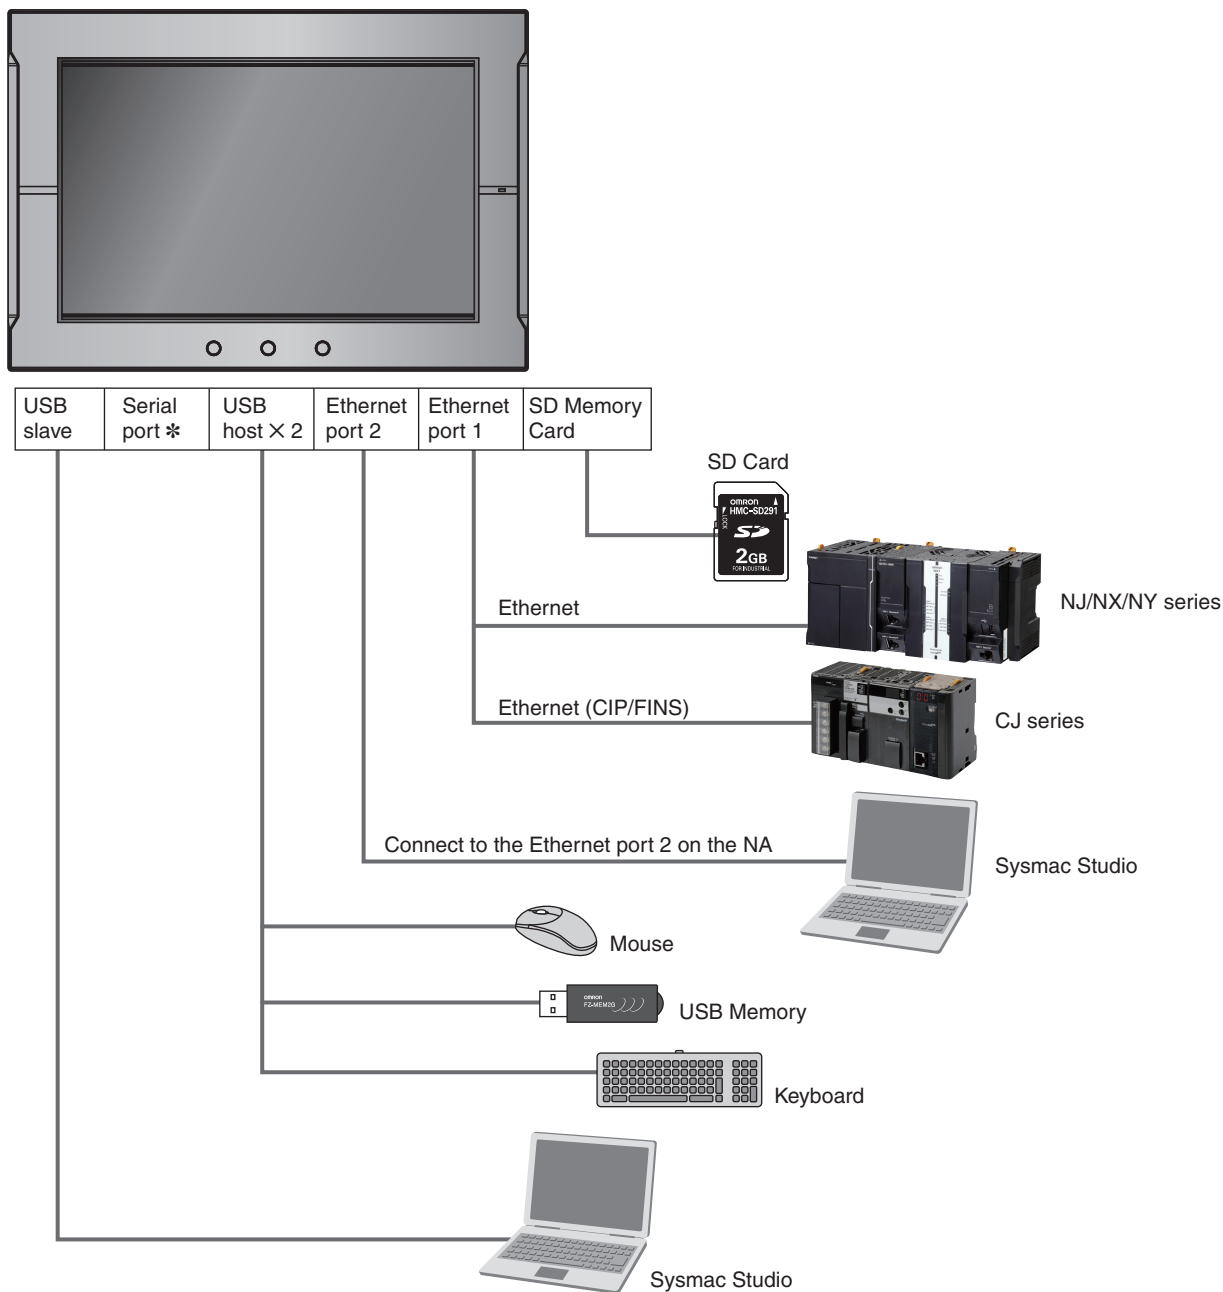 USB slave
Serial port ✻
USB host × 2
Ethernet port 2
Ethernet port 1
SD Memory Card
SD Card
OMRON
HMC-SD291
LOCK
SD
2GB
FOR INDUSTRIAL
Ethernet
NJ/NX/NY series
Ethernet (CIP/FINS)
CJ series
Connect to the Ethernet port 2 on the NA
Sysmac Studio
Mouse
OMRON
FZ-MEM2G
USB Memory
Keyboard
Sysmac Studio